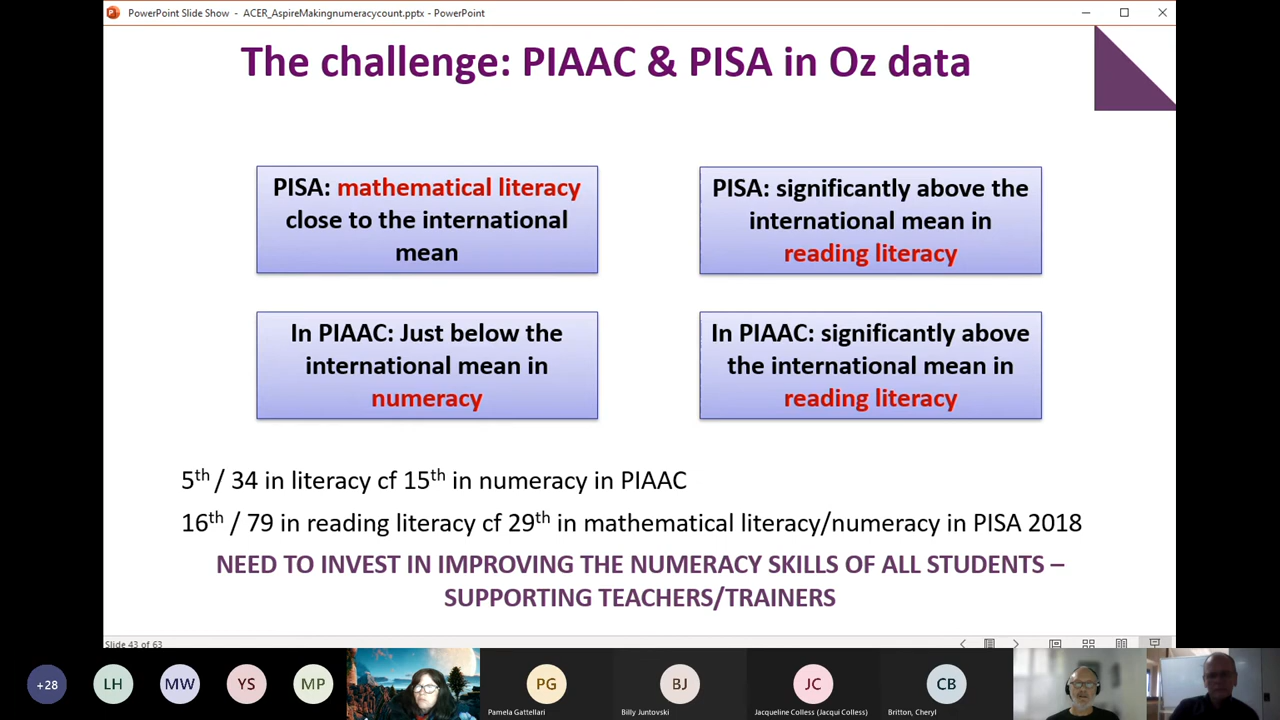 PowerPoint Slide Show - ACER_AspireMakingnumeracycount.pptx - PowerPoint
The challenge: PIAAC & PISA in Oz data
PISA: mathematical literacy
close to the international
mean
PISA: significantly above the
international mean in
reading literacy
In PIAAC: Just below the
international mean in
numeracy
In PIAAC: significantly above
the international mean in
reading literacy
5th / 34 in literacy cf 15th in numeracy in PIAAC
16th / 79 in reading literacy cf 29th in mathematical literacy/numeracy in PISA 2018
NEED TO INVEST IN IMPROVING THE NUMERACY SKILLS OF ALL STUDENTS –
SUPPORTING TEACHERS/TRAINERS
Slide 43 of 63
+28
LH
MW
YS
MP
PG
Pamela Gattellari
BJ
Billy Juntovski
JC
Jacqueline Colless (Jacqui Colless)
CB
Britton, Cheryl